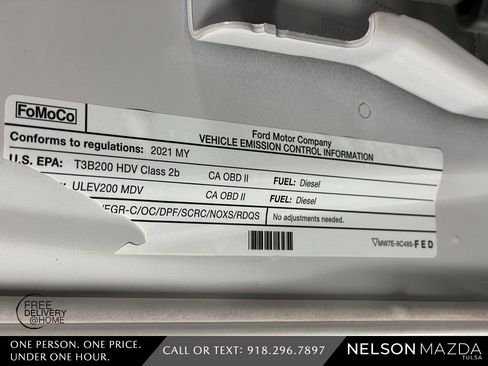 FoMoCo
Ford Motor Company
VEHICLE EMISSION CONTROL INFORMATION
Conforms to regulations: 2021 MY
U.S. EPA: T3B200 HDV Class 2b CA OBD II FUEL: Diesel
ULEV200 MDV CA OBD II FUEL: Diesel
/EGR-C/OC/DPF/SCRC/NOXS/RDQS No adjustments needed.
MW7E-9C485-FED
FREE
DELIVERY
@HOME
ONE PERSON. ONE PRICE.
UNDER ONE HOUR.
CALL OR TEXT: 918.296.7897
NELSON MAZDA
TULSA